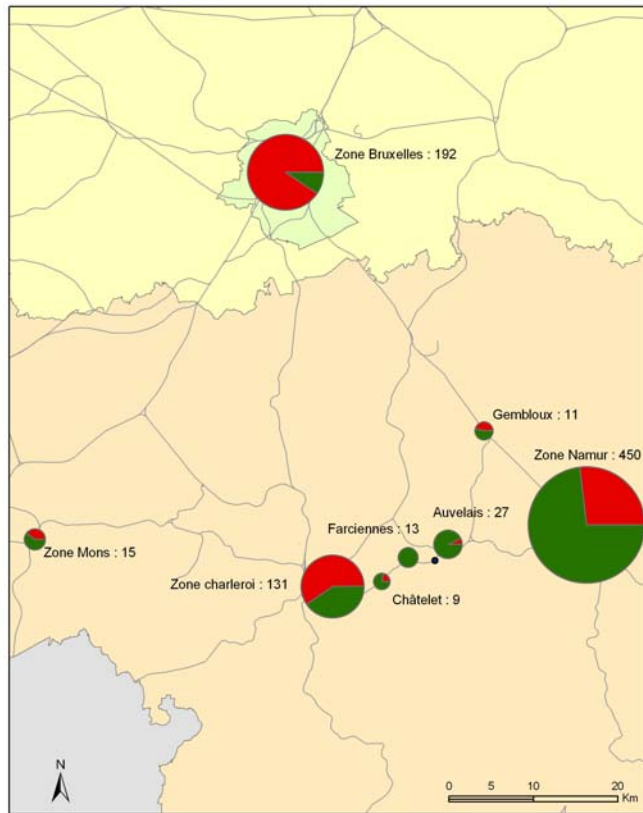 Zone Bruxelles : 192
Gembloux : 11
Zone Namur : 450
Auvelais : 27
Farciennes : 13
Zone Mons : 15
Zone charleroi : 131
Châtelet : 9
N
0 5 10 20
Km